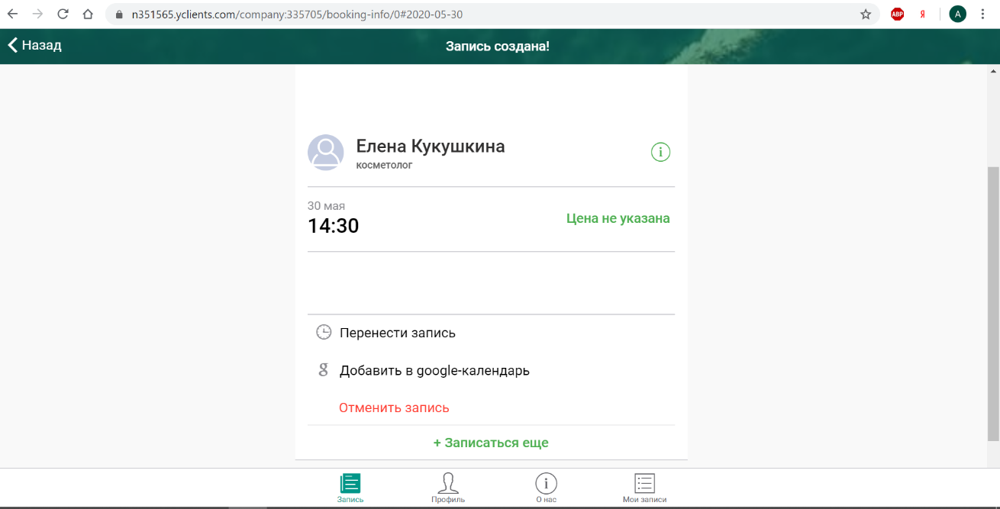 n351565.yclients.com/company:335705/booking-info/0#2020-05-30
ABP
Я
A
Назад
Запись создана!
Елена Кукушкина
косметолог
30 мая
14:30
Цена не указана
Перенести запись
g Добавить в google-календарь
Отменить запись
+ Записаться еще
Запись
Профиль
О нас
Мои записи